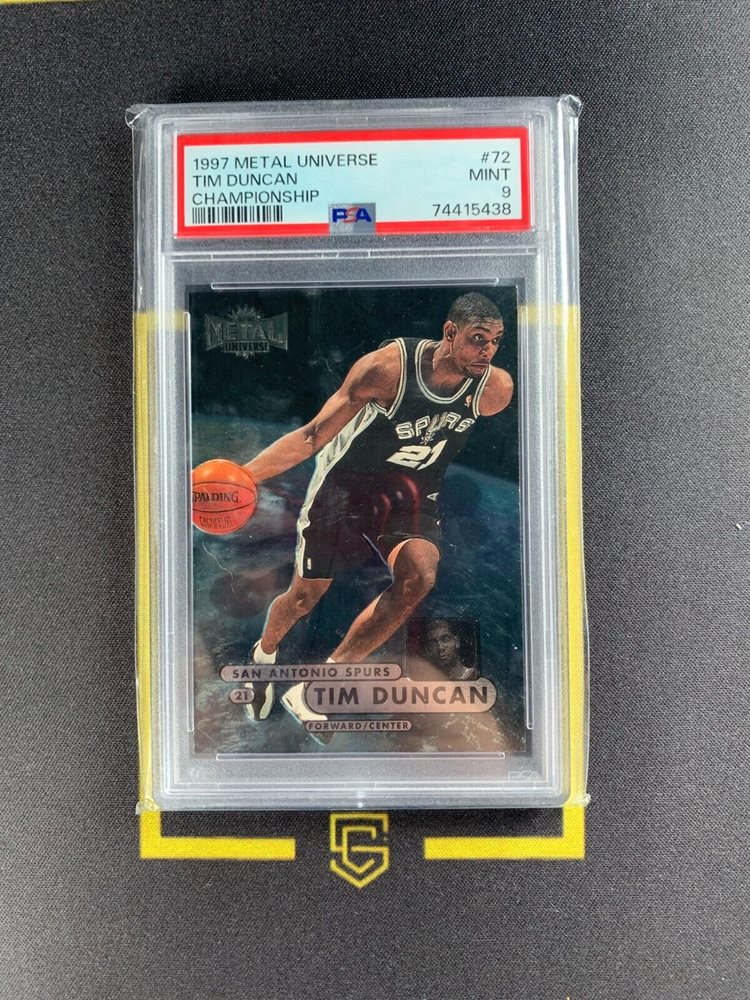 1997 METAL UNIVERSE #72
TIM DUNCAN MINT
CHAMPIONSHIP 9
PSA 74415438
METAL
UNIVERSE
SPURS
21
SPALDING
SAN ANTONIO SPURS
21 TIM DUNCAN
FORWARD/CENTER
PSA